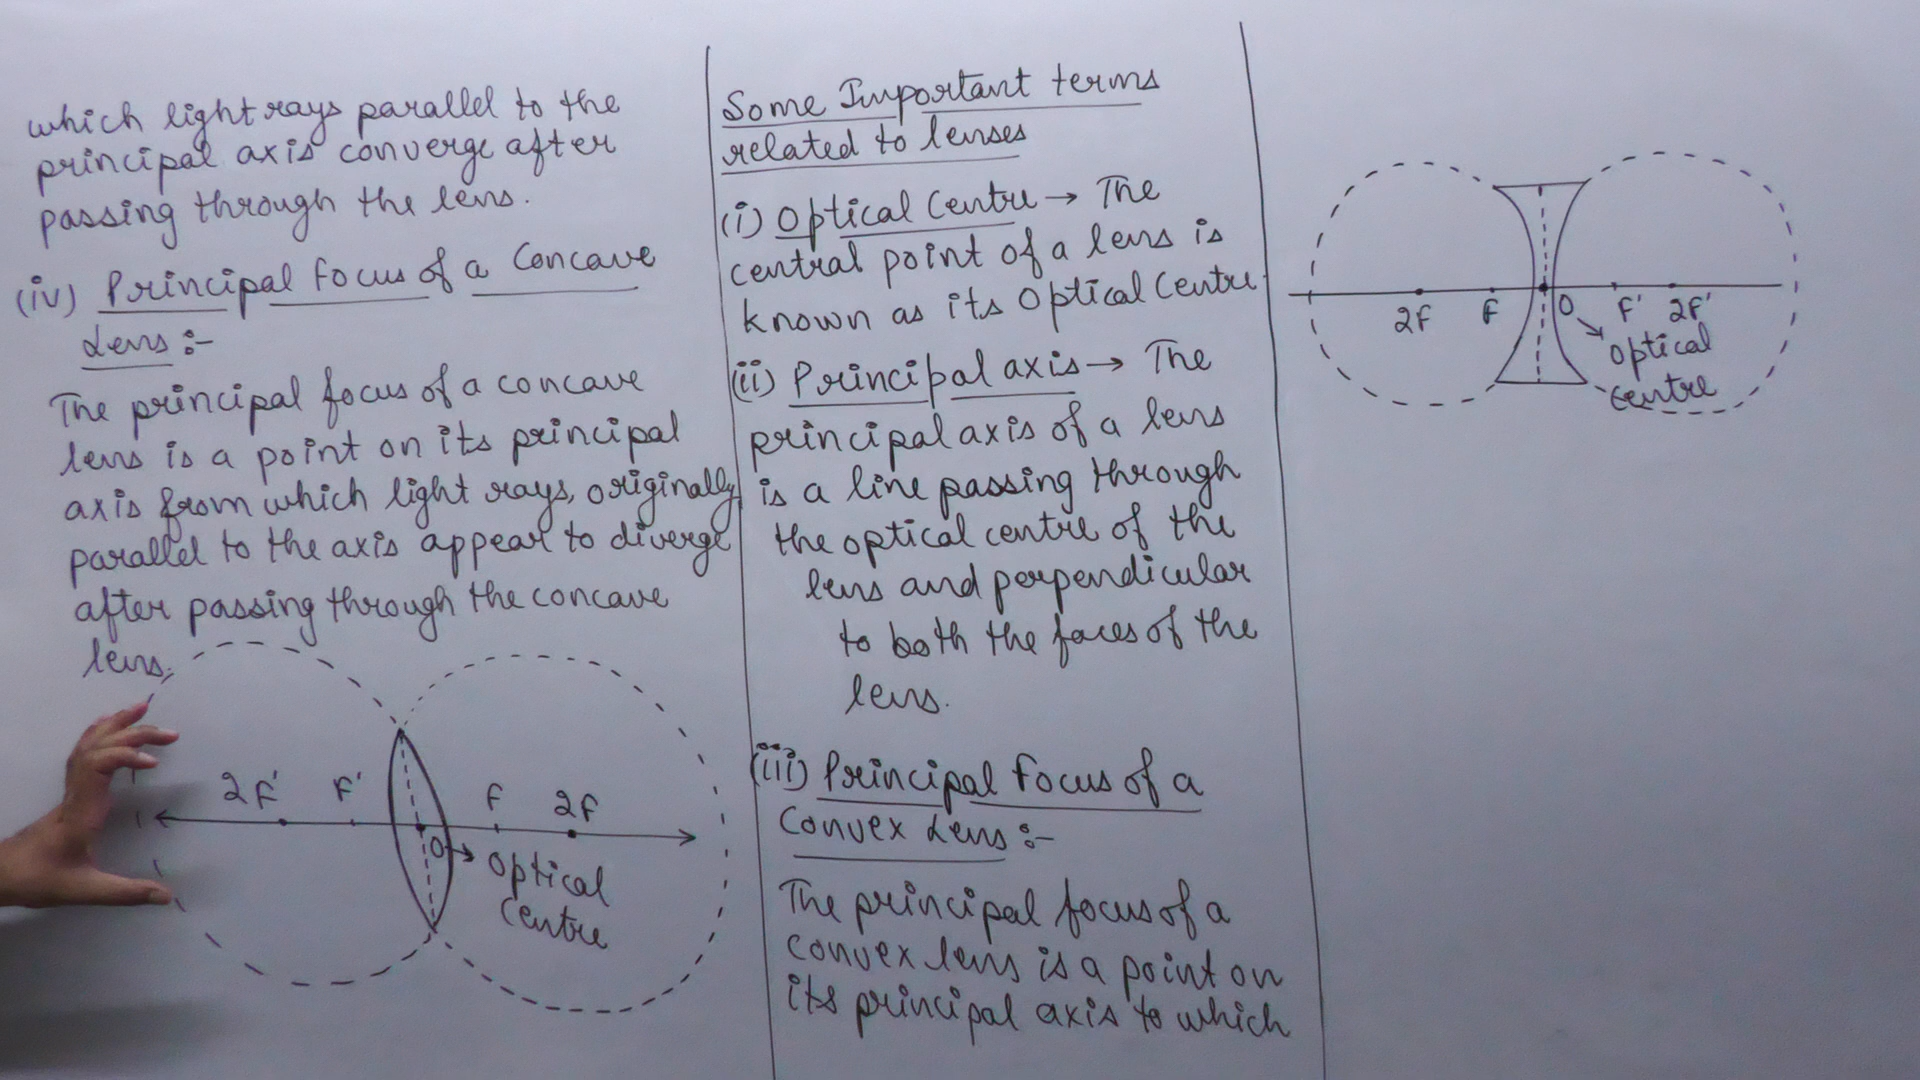 Some Important terms
related to lenses
(i) Optical Centre → The
central point of a lens is
known as its Optical Centre
(ii) Principal axis → The
principal axis of a lens
is a line passing through
the optical centre of the
lens and perpendicular
to both the faces of the
lens.
(iii) Principal Focus of a
Convex Lens :-
The principal focus of a
convex lens is a point on
its principal axis to which
which light rays parallel to the
principal axis converge after
passing through the lens.
(iv) Principal Focus of a Concave
Lens :-
The principal focus of a concave
lens is a point on its principal
axis from which light rays, originally
parallel to the axis appear to diverge
after passing through the concave
lens.
2F' F' F 2F
O → Optical
Centre
2F F O F' 2F'
Optical
centre